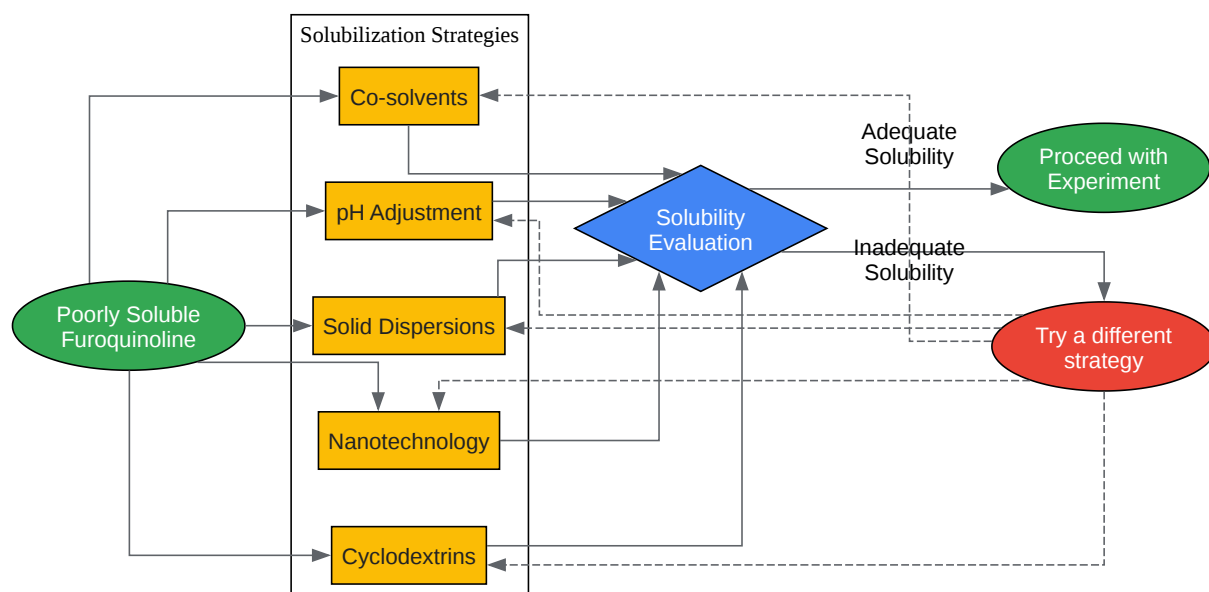 Solubilization Strategies
Co-solvents
pH Adjustment
Solid Dispersions
Nanotechnology
Cyclodextrins
Poorly Soluble
Furoquinoline
Solubility
Evaluation
Adequate
Solubility
Inadequate
Solubility
Proceed with
Experiment
Try a different
strategy